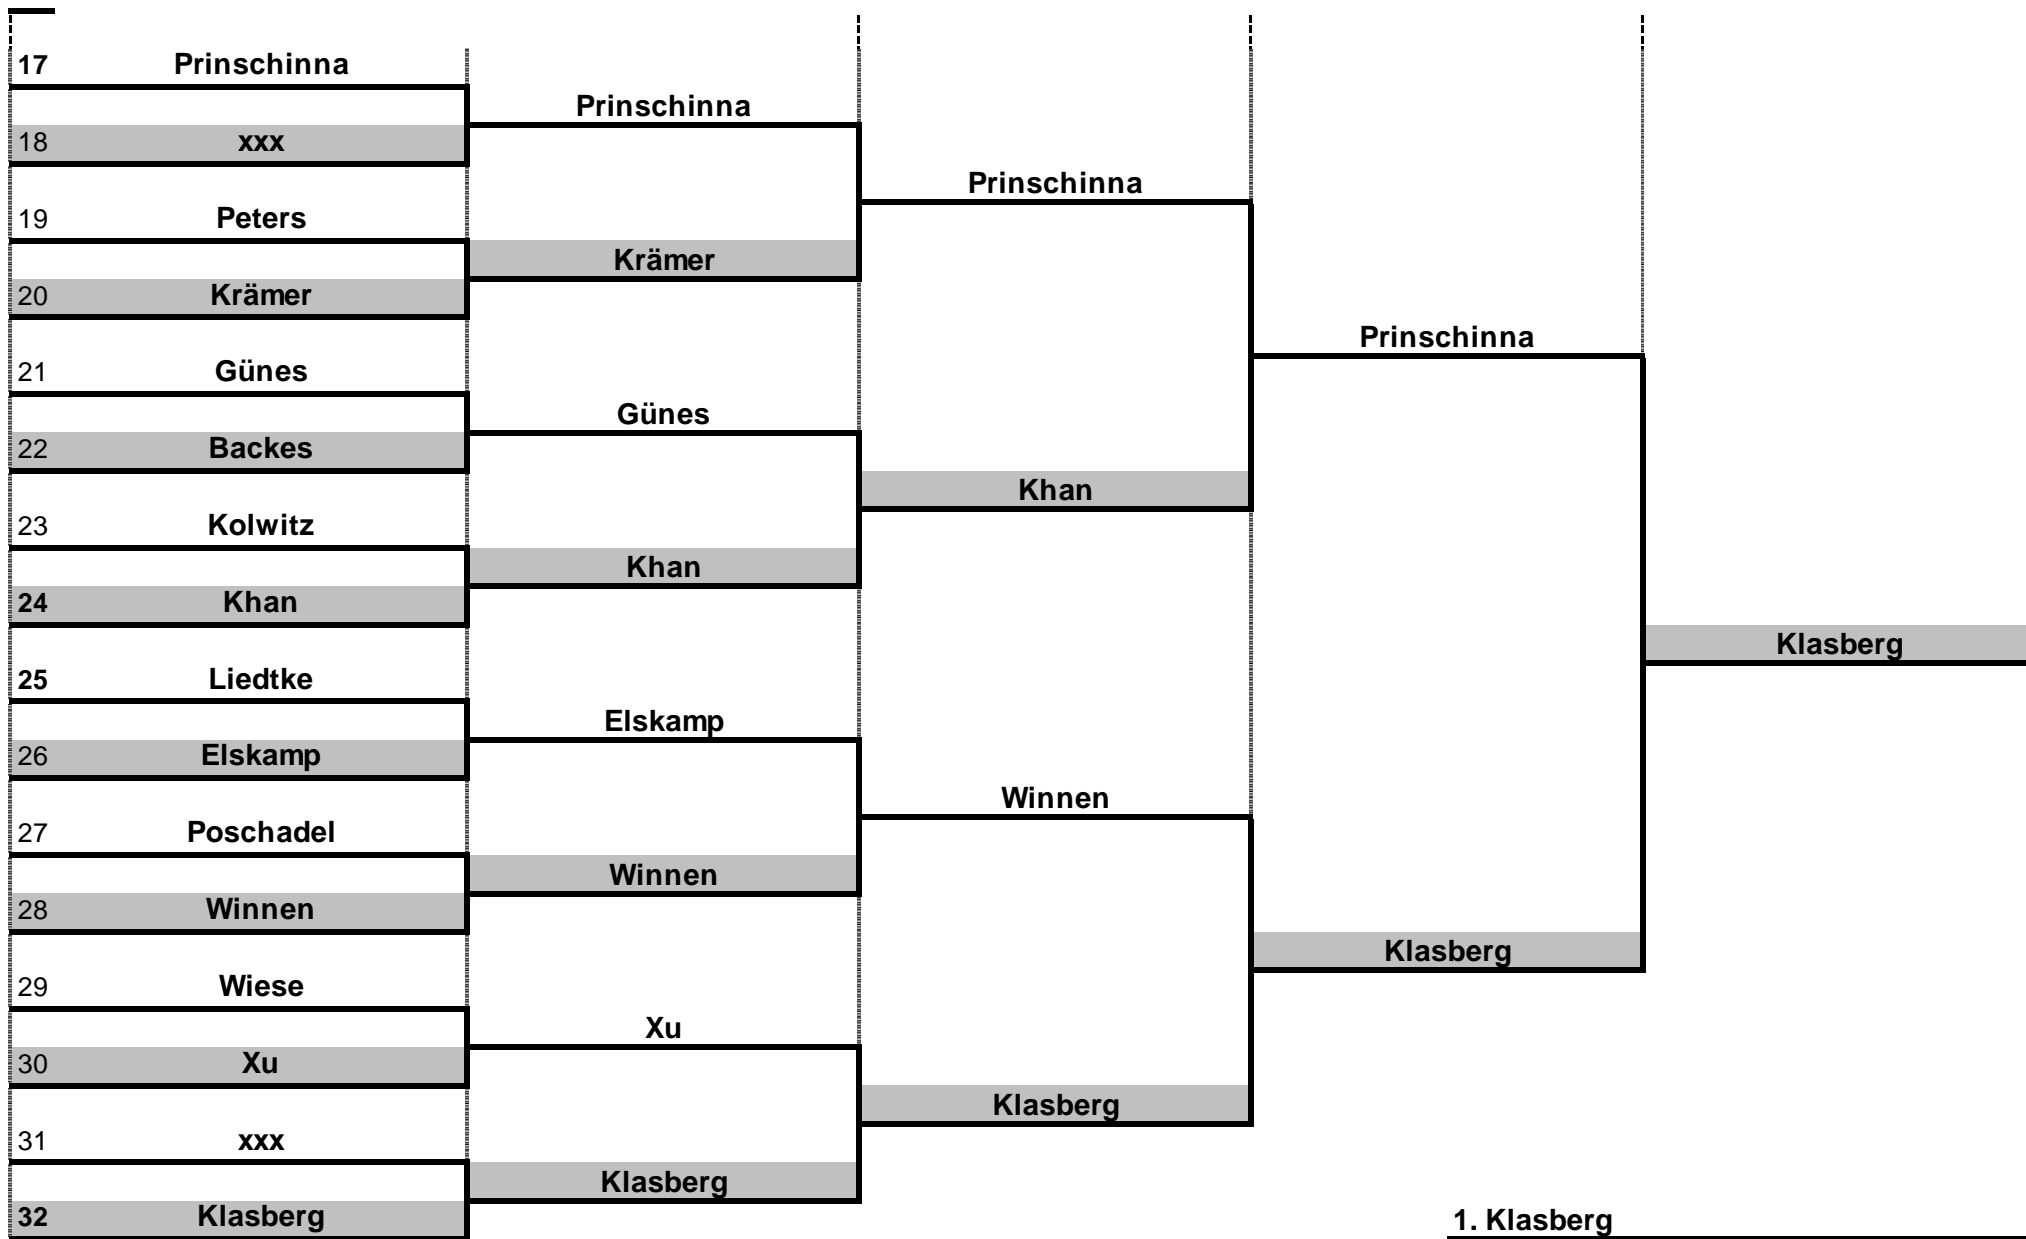 17 Prinschinna
Prinschinna
18 xxx
Prinschinna
19 Peters
Krämer
20 Krämer
Prinschinna
21 Günes
Günes
22 Backes
Khan
23 Kolwitz
Khan
24 Khan
Klasberg
25 Liedtke
Elskamp
26 Elskamp
Winnen
27 Poschadel
Winnen
28 Winnen
Klasberg
29 Wiese
Xu
30 Xu
Klasberg
31 xxx
Klasberg
32 Klasberg
1. Klasberg